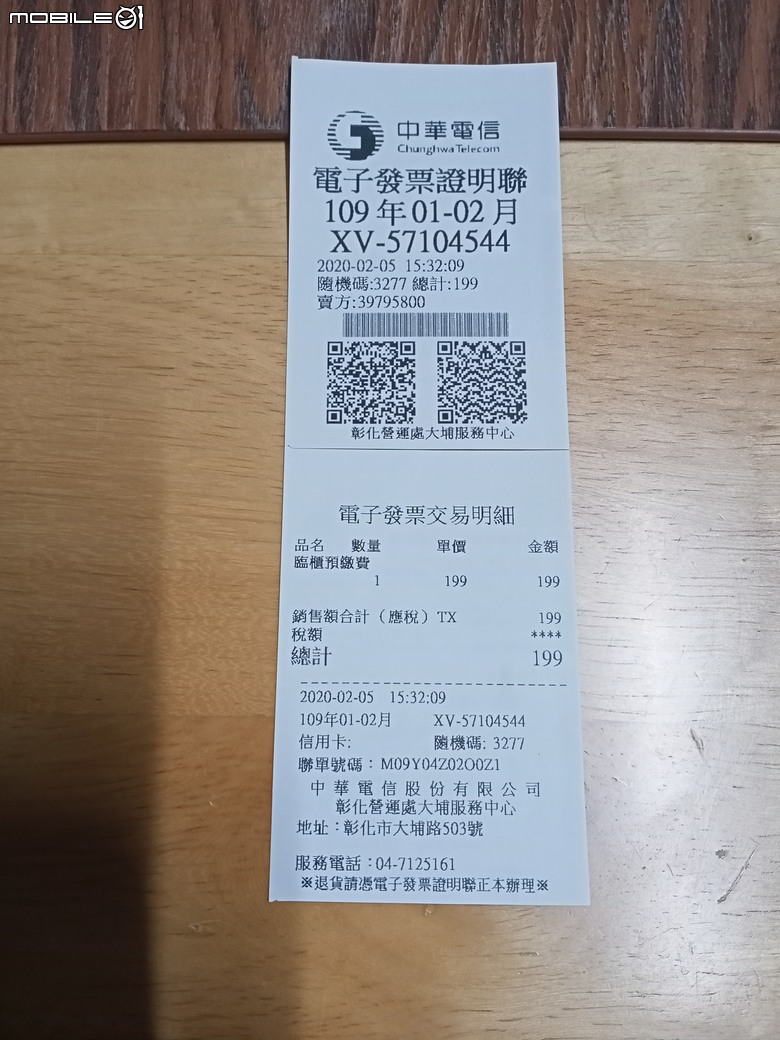 MOBILE01
中華電信
Chunghwa Telecom
電子發票證明聯
109年01-02月
XV-57104544
2020-02-05 15:32:09
隨機碼:3277 總計:199
賣方:39795800
彰化營運處大埔服務中心
電子發票交易明細
品名 數量 單價 金額
臨櫃預繳費
1 199 199
銷售額合計（應稅）TX 199
稅額 ****
總計 199
2020-02-05 15:32:09
109年01-02月 XV-57104544
信用卡: 隨機碼: 3277
聯單號碼：M09Y04Z02O0Z1
中華電信股份有限公司
彰化營運處大埔服務中心
地址：彰化市大埔路503號
服務電話：04-7125161
※退貨請憑電子發票證明聯正本辦理※